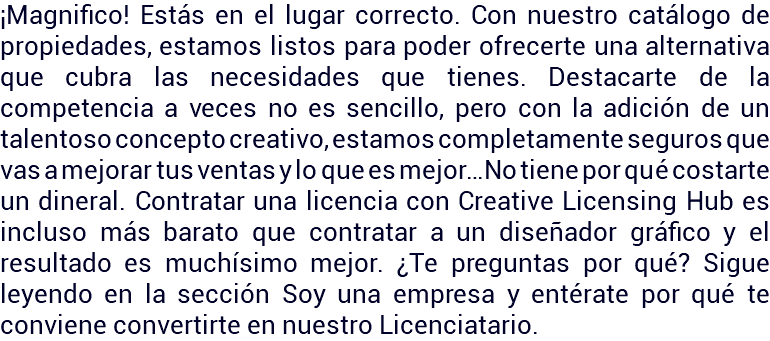 ¡Magnifico! Estás en el lugar correcto. Con nuestro catálogo de
propiedades, estamos listos para poder ofrecerte una alternativa
que cubra las necesidades que tienes. Destacarte de la
competencia a veces no es sencillo, pero con la adición de un
talentoso concepto creativo, estamos completamente seguros que
vas a mejorar tus ventas y lo que es mejor...No tiene por qué costarte
un dineral. Contratar una licencia con Creative Licensing Hub es
incluso más barato que contratar a un diseñador gráfico y el
resultado es muchísimo mejor. ¿Te preguntas por qué? Sigue
leyendo en la sección Soy una empresa y entérate por qué te
conviene convertirte en nuestro Licenciatario.